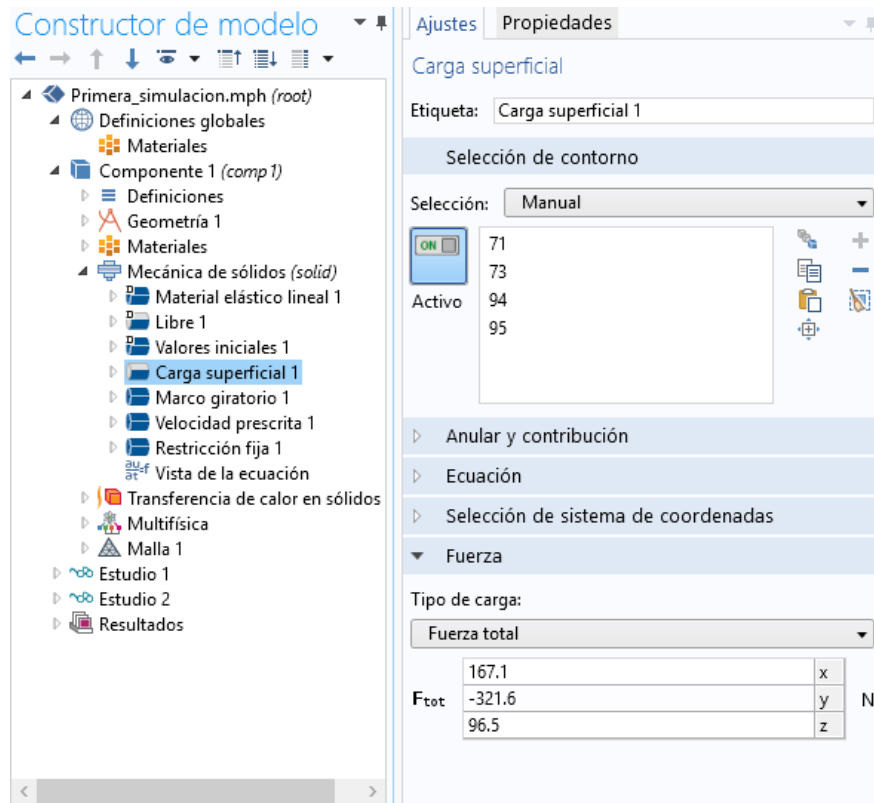 Constructor de modelo
Primera_simulacion.mph (root)
Definiciones globales
Materiales
Componente 1 (comp1)
Definiciones
Geometría 1
Materiales
Mecánica de sólidos (solid)
Material elástico lineal 1
Libre 1
Valores iniciales 1
Carga superficial 1
Marco giratorio 1
Velocidad prescrita 1
Restricción fija 1
Vista de la ecuación
Transferencia de calor en sólidos
Multifísica
Malla 1
Estudio 1
Estudio 2
Resultados
Ajustes Propiedades
Carga superficial
Etiqueta: Carga superficial 1
Selección de contorno
Selección: Manual
ON
Activo
71
73
94
95
Anular y contribución
Ecuación
Selección de sistema de coordenadas
Fuerza
Tipo de carga:
Fuerza total
167.1 x
Ftot -321.6 y N
96.5 z